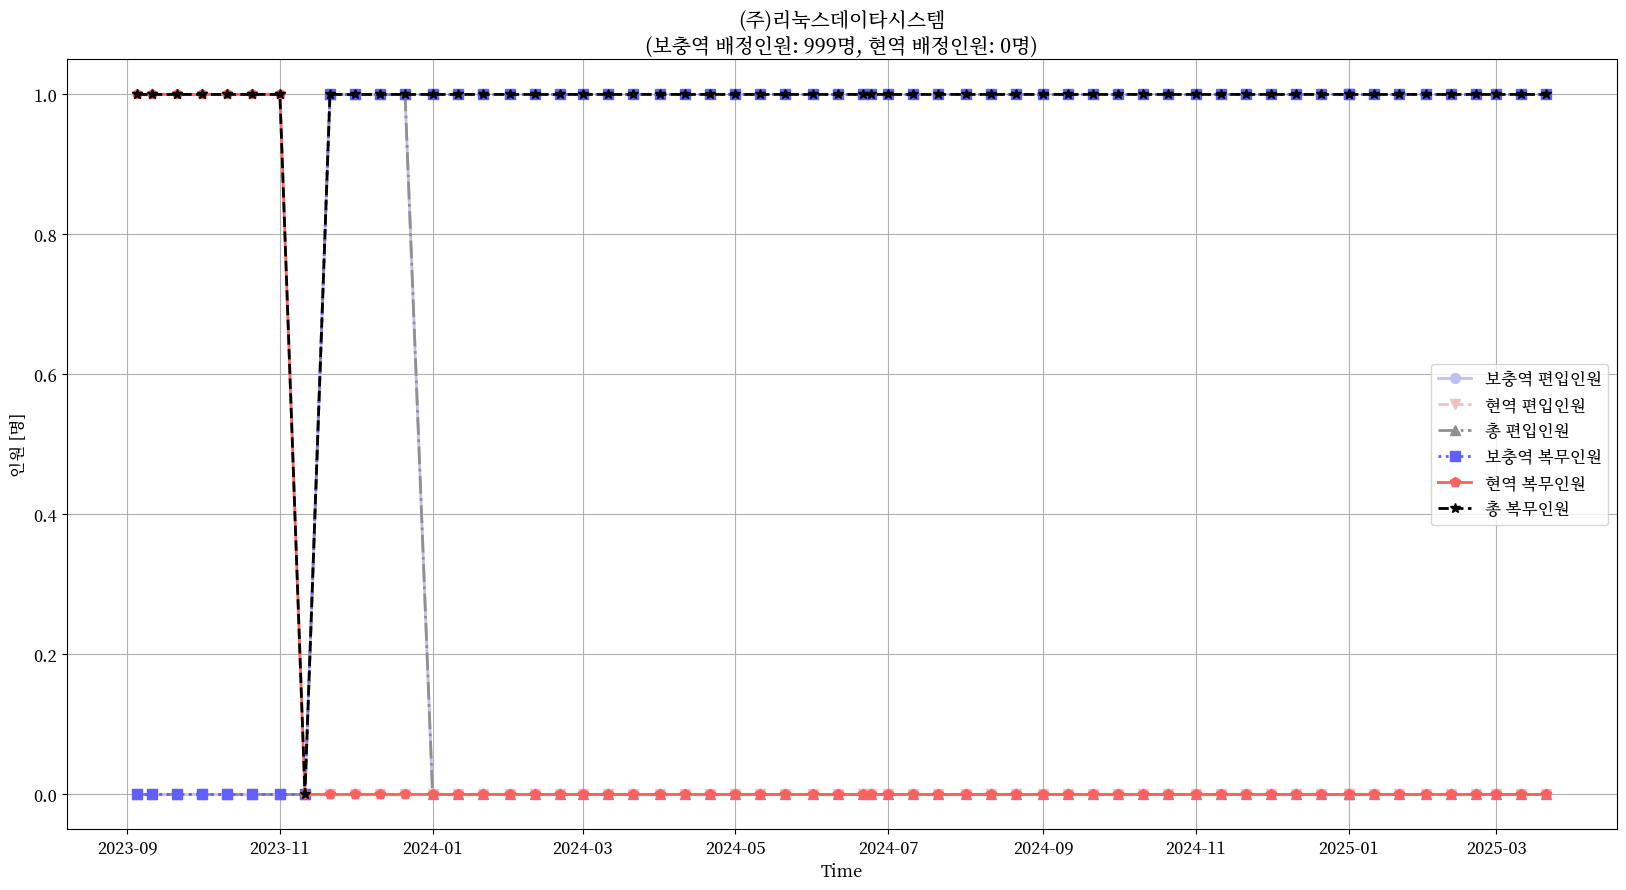 (주)리눅스데이타시스템
(보충역 배정인원: 999명, 현역 배정인원: 0명)
인원 [명]
1.0
0.8
0.6
0.4
0.2
0.0
보충역 편입인원
현역 편입인원
총 편입인원
보충역 복무인원
현역 복무인원
총 복무인원
2023-09 2023-11 2024-01 2024-03 2024-05 2024-07 2024-09 2024-11 2025-01 2025-03
Time